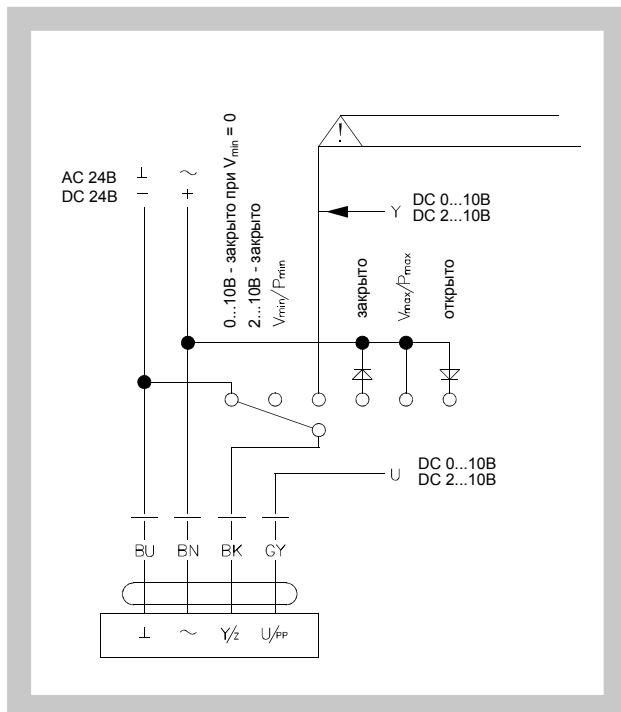 AC 24В
DC 24В
⊥
−
~
+
0...10В - закрыто при Vmin = 0
2...10В - закрыто
Vmin/Pmin
!
Y
DC 0...10В
DC 2...10В
закрыто
Vmax/Pmax
открыто
U
DC 0...10В
DC 2...10В
BU BN BK GY
⊥ ~ Y/Z U/PP